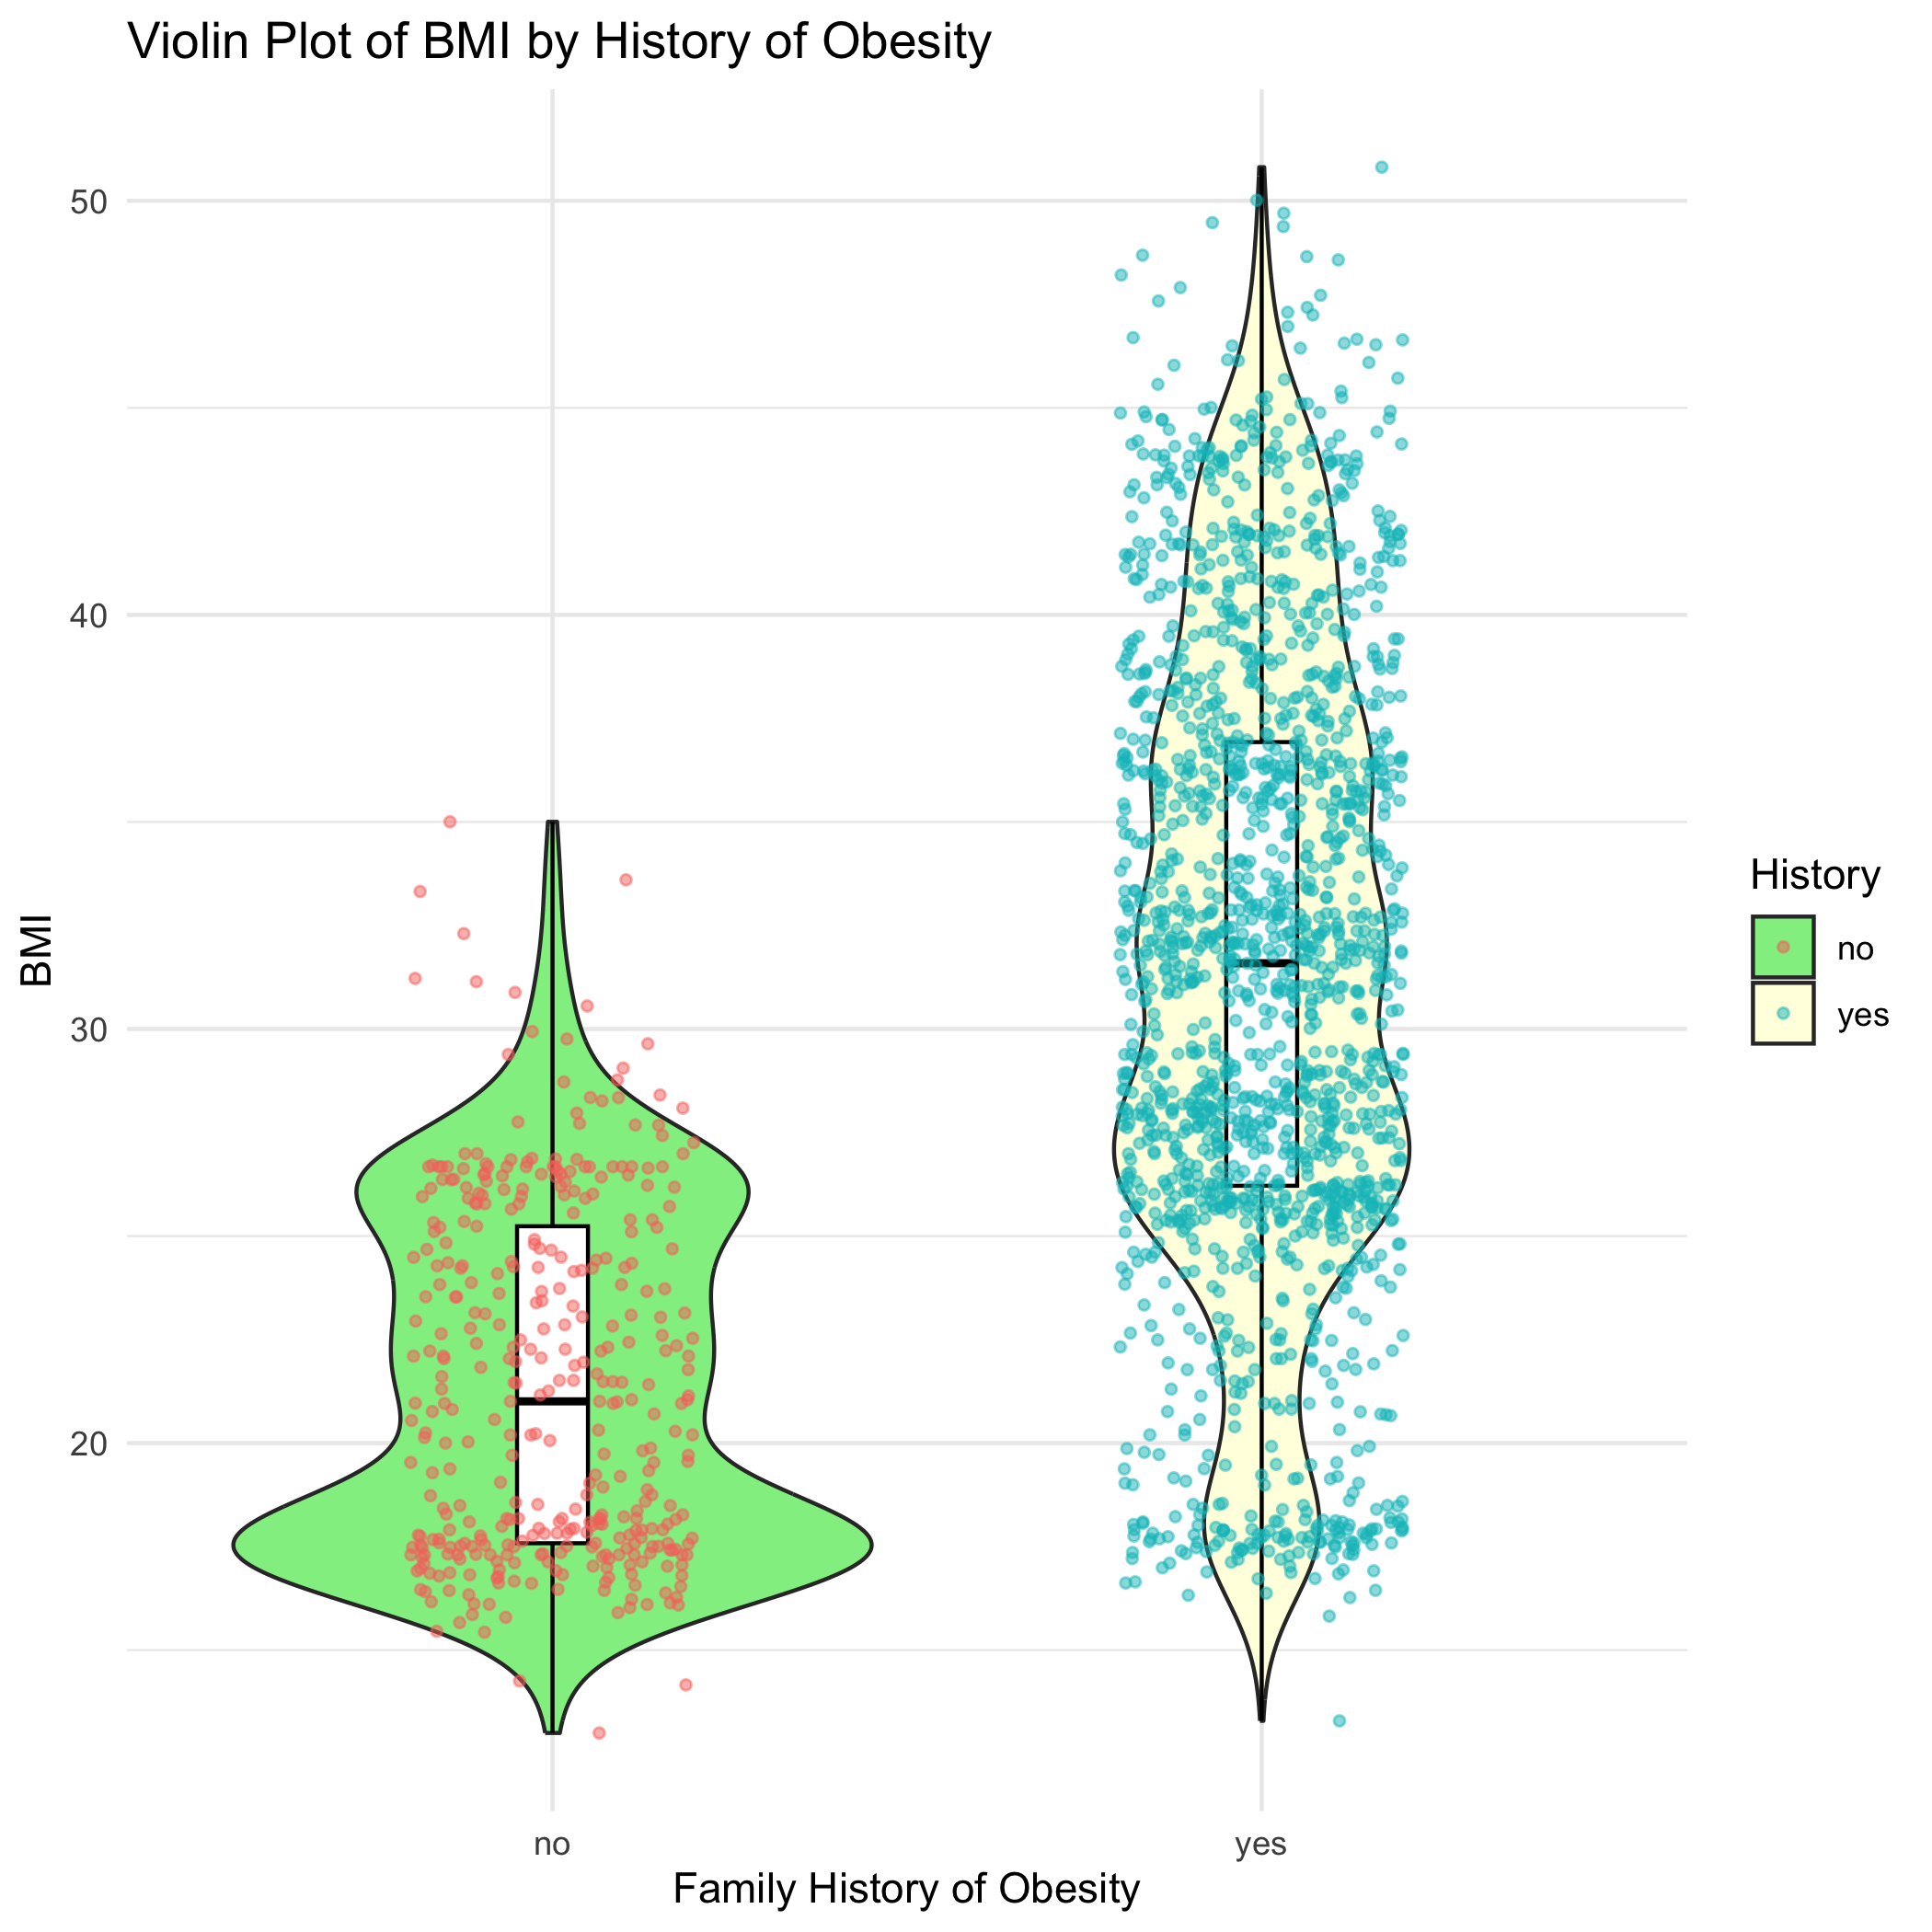 Violin Plot of BMI by History of Obesity
50
40
30
20
BMI
no
yes
Family History of Obesity
History
no
yes